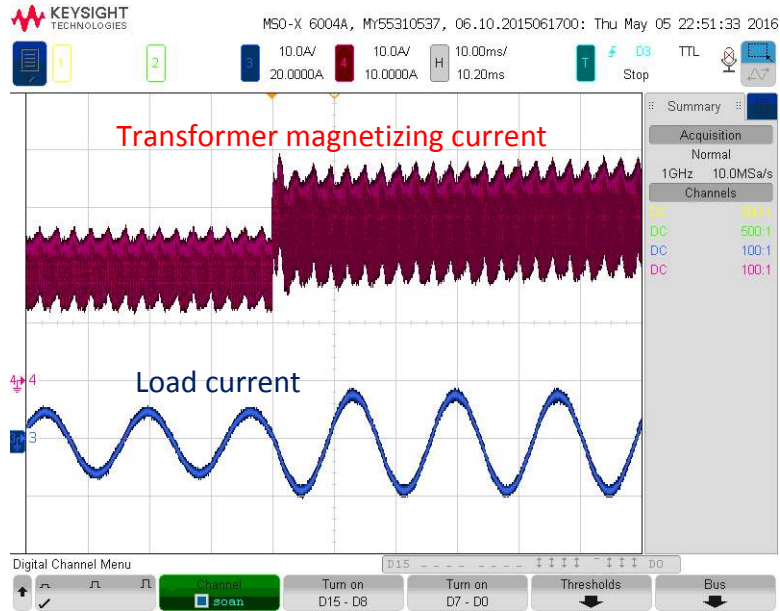 KEYSIGHT
TECHNOLOGIES
MSO-X 6004A, MY55310537, 06.10.2015061700: Thu May 05 22:51:33 2016
1
2
3
10.0A/
20.0000A
4
10.0A/
10.0000A
H
10.00ms/
10.20ms
T
D3
TTL
Stop
Transformer magnetizing current
Load current
4
3
Summary
Acquisition
Normal
1GHz 10.0MSa/s
Channels
DC 500:1
DC 500:1
DC 100:1
DC 100:1
Digital Channel Menu
D15
D0
Channel
scan
Turn on
D15 - D8
Turn on
D7 - D0
Thresholds
Bus